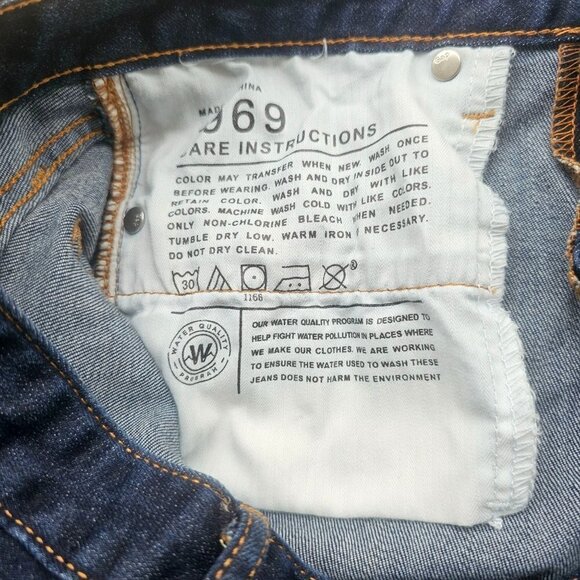 MADE
HINA
969
CARE INSTRUCTIONS
COLOR MAY TRANSFER WHEN NEW. WASH ONCE
BEFORE WEARING. WASH AND DRY INSIDE OUT TO
RETAIN COLOR. WASH AND DRY WITH LIKE
COLORS. MACHINE WASH COLD WITH LIKE COLORS.
ONLY NON-CHLORINE BLEACH WHEN NEEDED.
TUMBLE DRY LOW. WARM IRON IF NECESSARY.
DO NOT DRY CLEAN.
30
®
1168
WATER QUALITY
W
PROGRAM
OUR WATER QUALITY PROGRAM IS DESIGNED TO
HELP FIGHT WATER POLLUTION IN PLACES WHERE
WE MAKE OUR CLOTHES. WE ARE WORKING
TO ENSURE THE WATER USED TO WASH THESE
JEANS DOES NOT HARM THE ENVIRONMENT